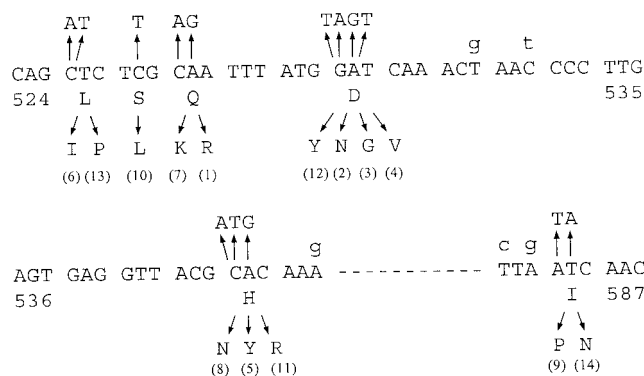 AT T AG TAGT
g t
CAG CTC TCG CAA TTT ATG GAT CAA ACT AAC CCC TTG
524 L S Q D 535
I P L K R Y N G V
(6) (13) (10) (7) (1) (12) (2) (3) (4)
ATG TA
g c g
AGT GAG GTT ACG CAC AAA -------------- TTA ATC AAC
536 H I 587
N Y R P N
(8) (5) (11) (9) (14)